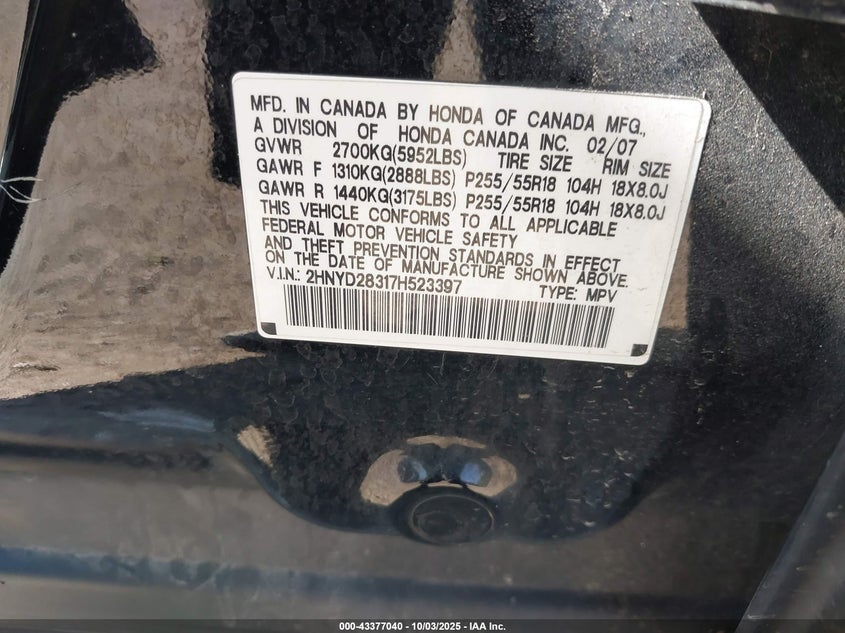 MFD. IN CANADA BY HONDA OF CANADA MFG.,
A DIVISION OF HONDA CANADA INC. 02/07
GVWR 2700KG(5952LBS) TIRE SIZE RIM SIZE
GAWR F 1310KG(2888LBS) P255/55R18 104H 18X8.0J
GAWR R 1440KG(3175LBS) P255/55R18 104H 18X8.0J
THIS VEHICLE CONFORMS TO ALL APPLICABLE
FEDERAL MOTOR VEHICLE SAFETY
AND THEFT PREVENTION STANDARDS IN EFFECT
ON THE DATE OF MANUFACTURE SHOWN ABOVE.
V.I.N.: 2HNYD28317H523397 TYPE: MPV
000-43377040 - 10/03/2025 - IAA Inc.